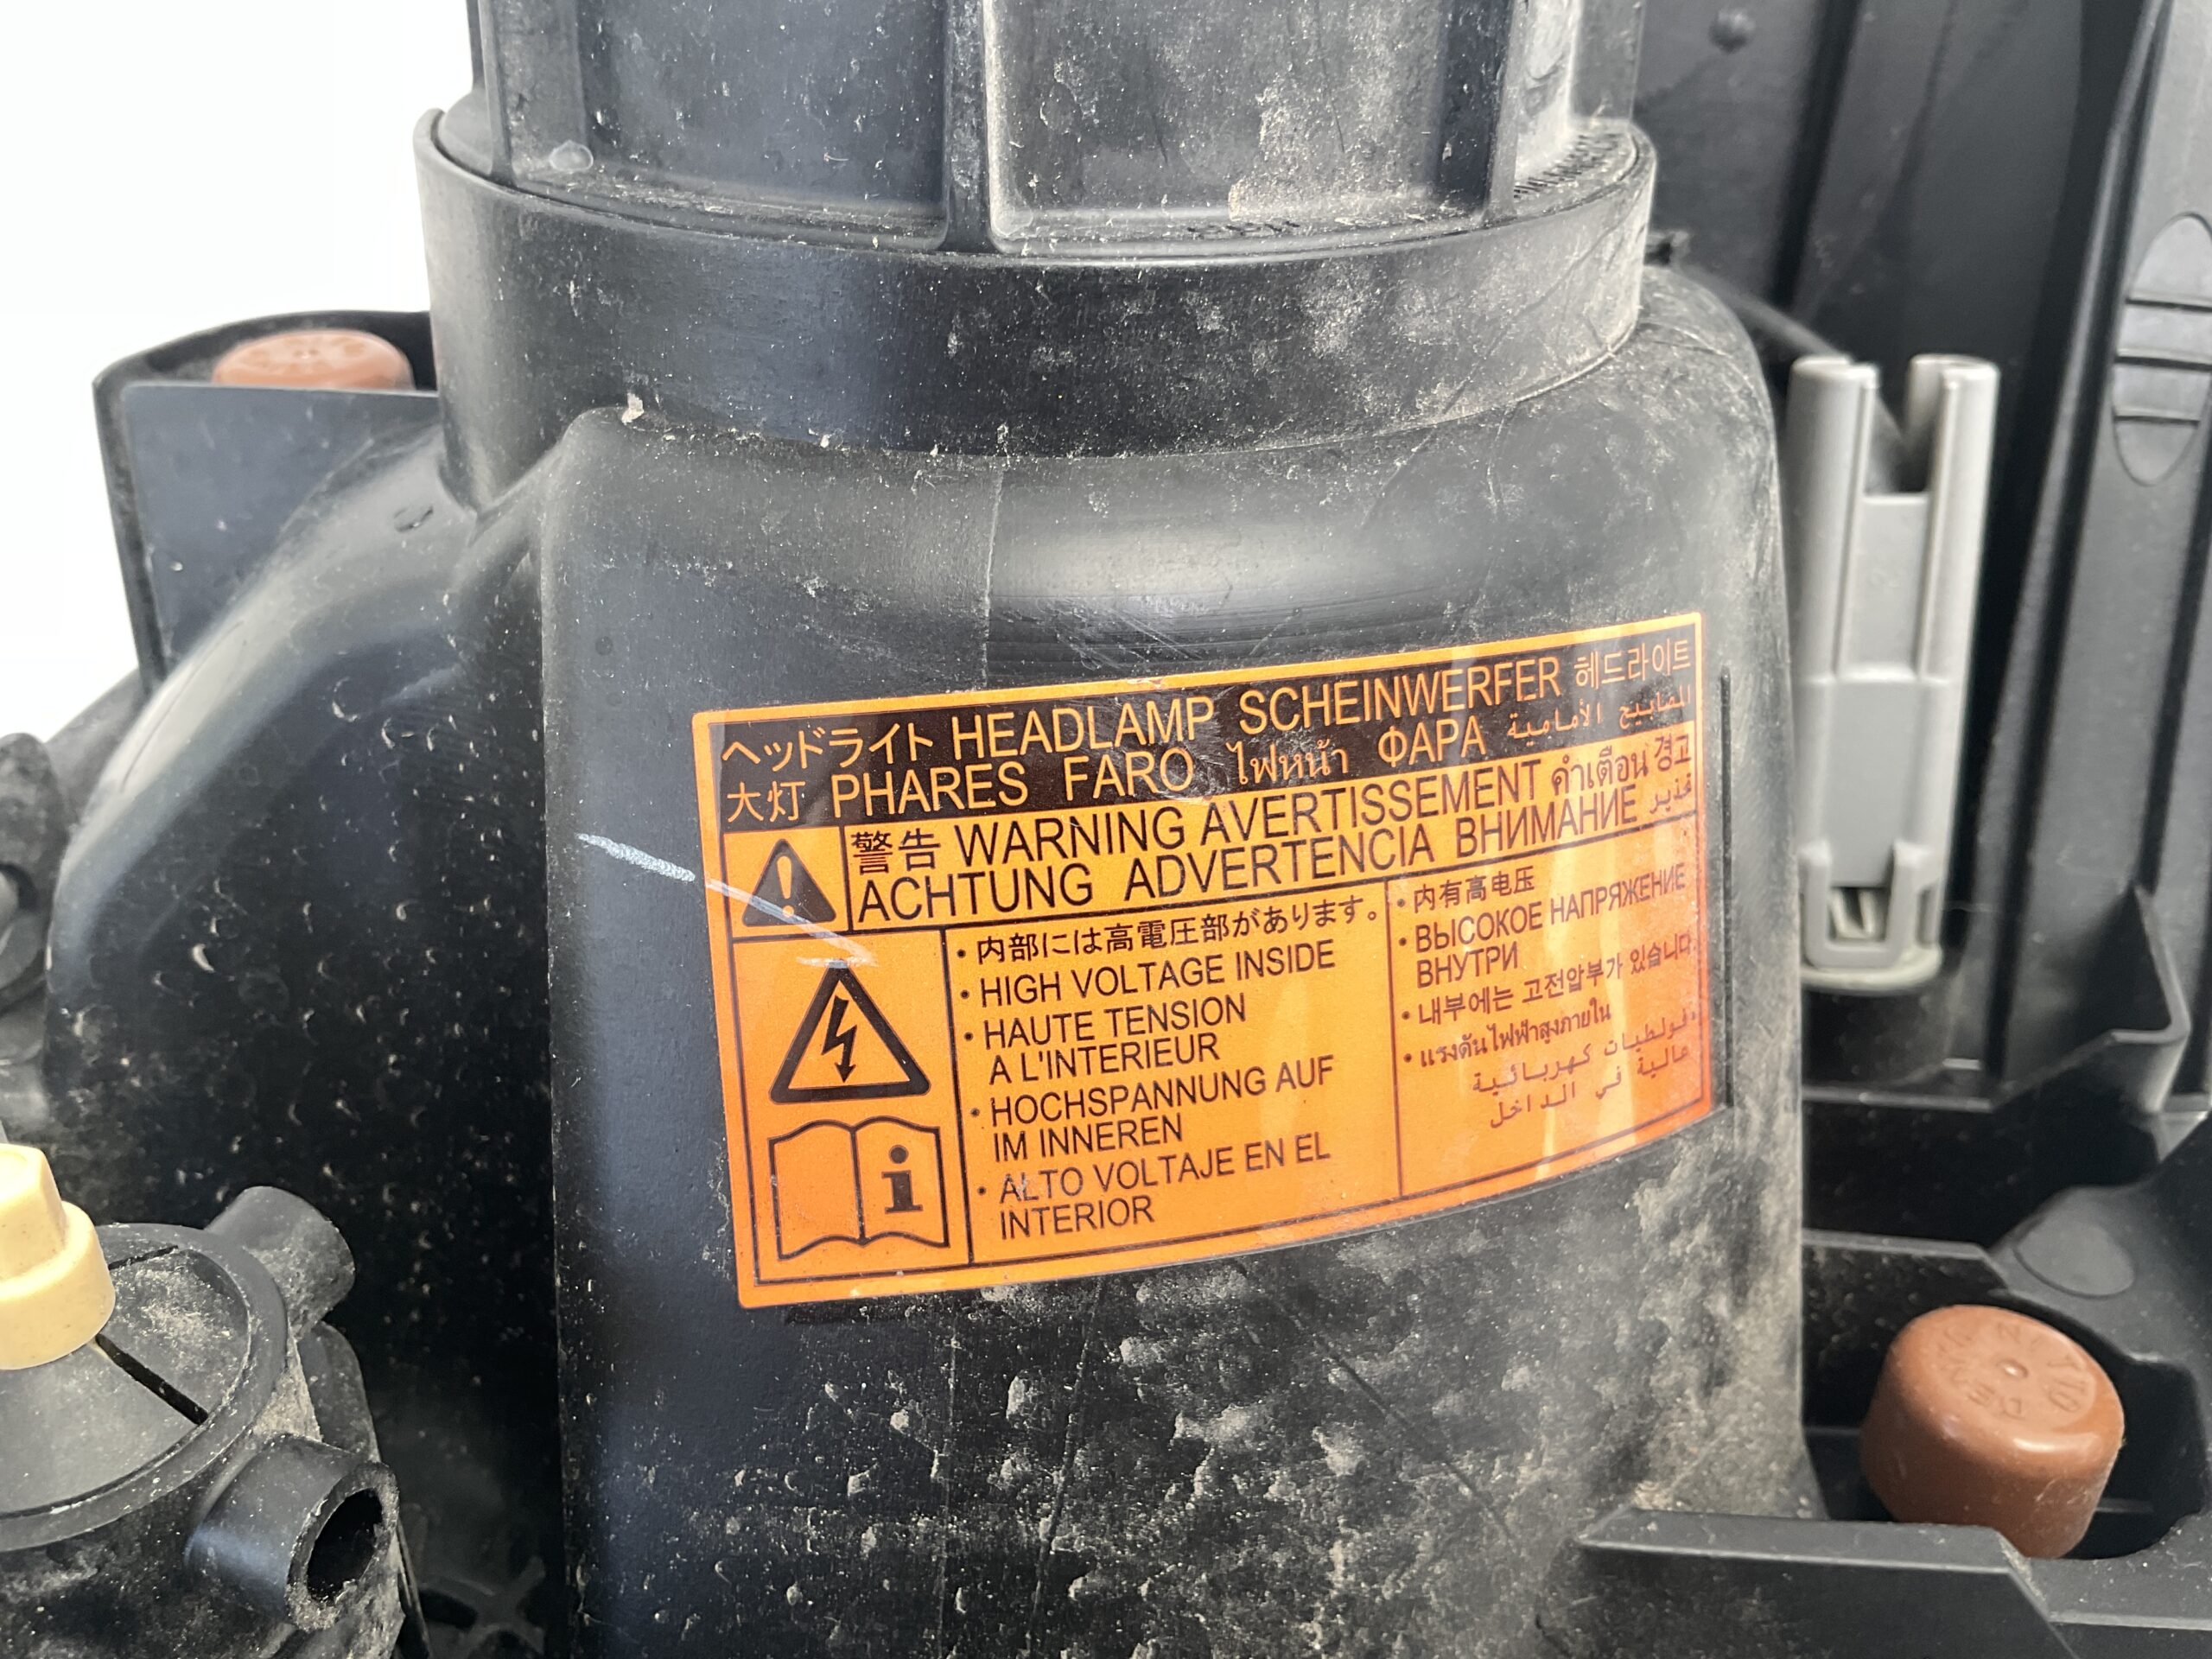 ヘッドライト HEADLAMP SCHEINWERFER 헤드라이트
大灯 PHARES FARO ไฟหน้า ΦАРА المصابيح الأمامية
警告 WARNING AVERTISSEMENT คำเตือน 경고
ACHTUNG ADVERTENCIA ВНИМАНИЕ تحذير
・内部には高電圧部があります。
・HIGH VOLTAGE INSIDE
・HAUTE TENSION
A L'INTERIEUR
・HOCHSPANNUNG AUF
IM INNEREN
・ALTO VOLTAJE EN EL
INTERIOR
・内有高电压
・ВЫСОКОЕ НАПРЯЖЕНИЕ
ВНУТРИ
・내부에는 고전압부가 있습니다.
・แรงดันไฟฟ้าสูงภายใน
فولطيات كهربائية
عالية في الداخل